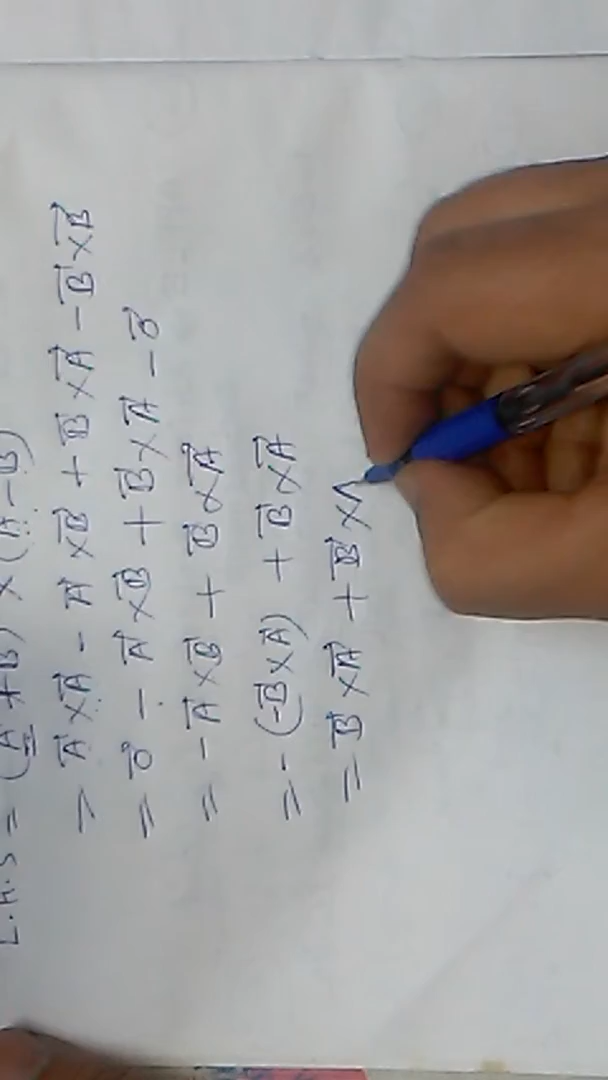 L.H.S = (A⃗ + B⃗) × (A⃗ - B⃗)
= A⃗ × A⃗ - A⃗ × B⃗ + B⃗ × A⃗ - B⃗ × B⃗
= 0⃗ - A⃗ × B⃗ + B⃗ × A⃗ - 0⃗
= - A⃗ × B⃗ + B⃗ × A⃗
= - (-B⃗ × A⃗) + B⃗ × A⃗
= B⃗ × A⃗ + B⃗ ×